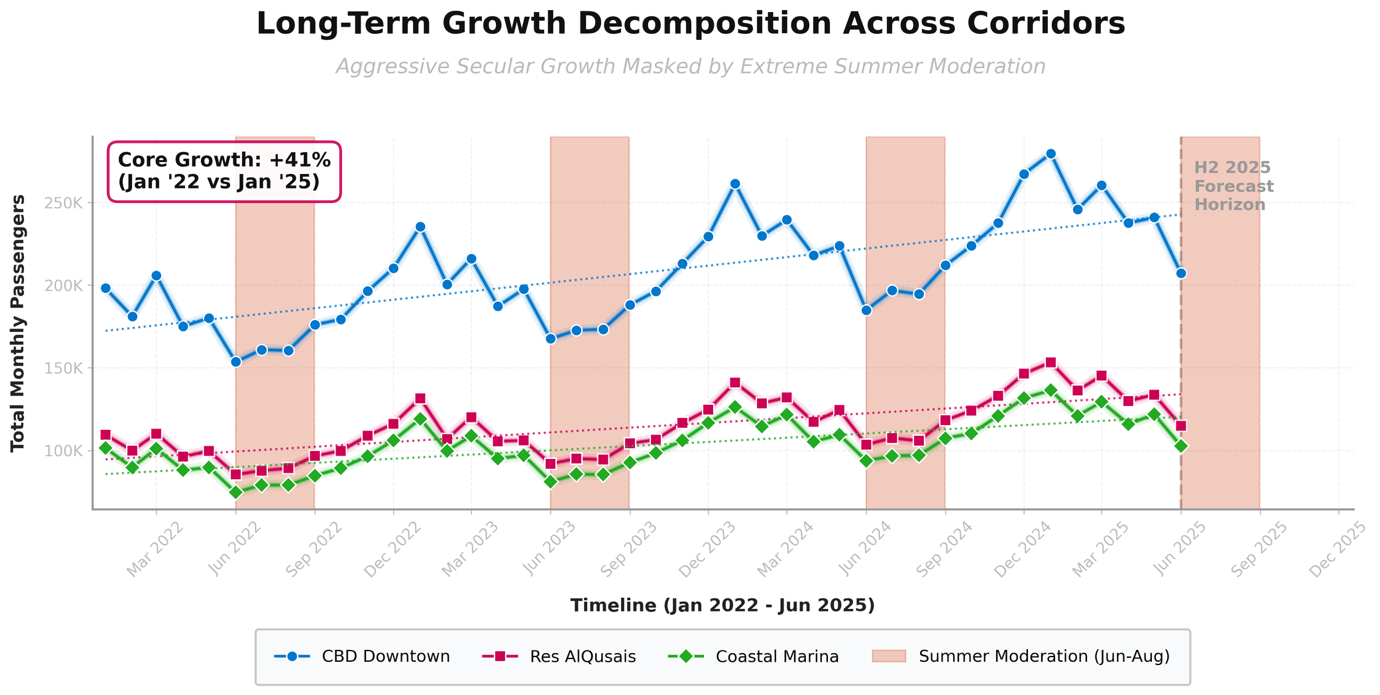 Long-Term Growth Decomposition Across Corridors
Aggressive Secular Growth Masked by Extreme Summer Moderation
Core Growth: +41%
(Jan '22 vs Jan '25)
H2 2025
Forecast
Horizon
Total Monthly Passengers
250K
200K
150K
100K
Mar 2022
Jun 2022
Sep 2022
Dec 2022
Mar 2023
Jun 2023
Sep 2023
Dec 2023
Mar 2024
Jun 2024
Sep 2024
Dec 2024
Mar 2025
Jun 2025
Sep 2025
Dec 2025
Timeline (Jan 2022 - Jun 2025)
CBD Downtown
Res AlQusais
Coastal Marina
Summer Moderation (Jun-Aug)